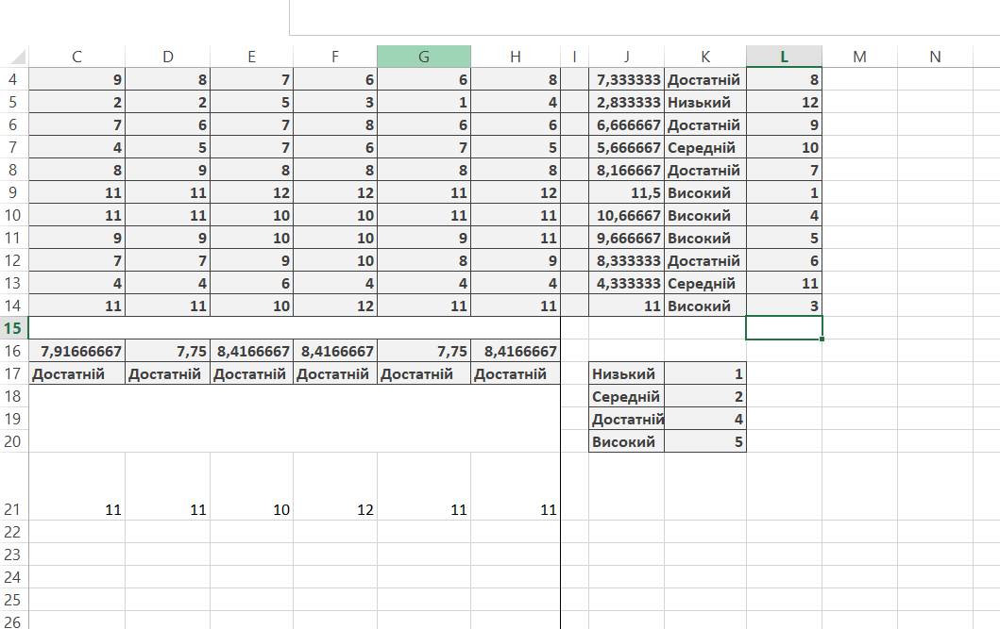 C D E F G H I J K L M N
4 9 8 7 6 6 8 7,333333 Достатній 8
5 2 2 5 3 1 4 2,833333 Низький 12
6 7 6 7 8 6 6 6,666667 Достатній 9
7 4 5 7 6 7 5 5,666667 Середній 10
8 8 9 8 8 8 8 8,166667 Достатній 7
9 11 11 12 12 11 12 11,5 Високий 1
10 11 11 10 10 11 11 10,66667 Високий 4
11 9 9 10 10 9 11 9,666667 Високий 5
12 7 7 9 10 8 9 8,333333 Достатній 6
13 4 4 6 4 4 4 4,333333 Середній 11
14 11 11 10 12 11 11 11 Високий 3
15
16 7,91666667 7,75 8,4166667 8,4166667 7,75 8,4166667
17 Достатній Достатній Достатній Достатній Достатній Достатній Низький 1
18 Середній 2
19 Достатній 4
20 Високий 5
21 11 11 10 12 11 11
22
23
24
25
26